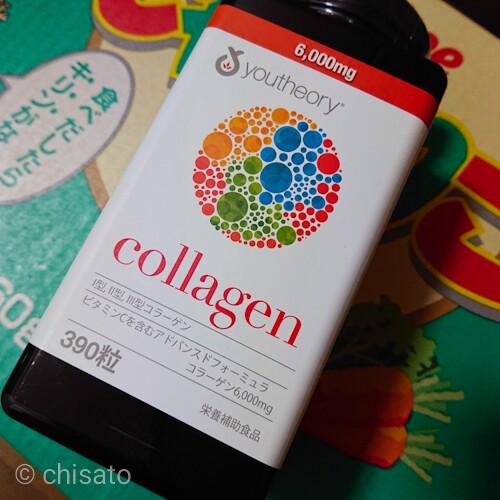 6,000mg
youtheory®
collagen
I型, II型, III型コラーゲン
ビタミンCを含むアドバンスドフォーミュラ
コラーゲン6,000mg
390粒
栄養補助食品
食べだしたら
キリンがな
© chisato